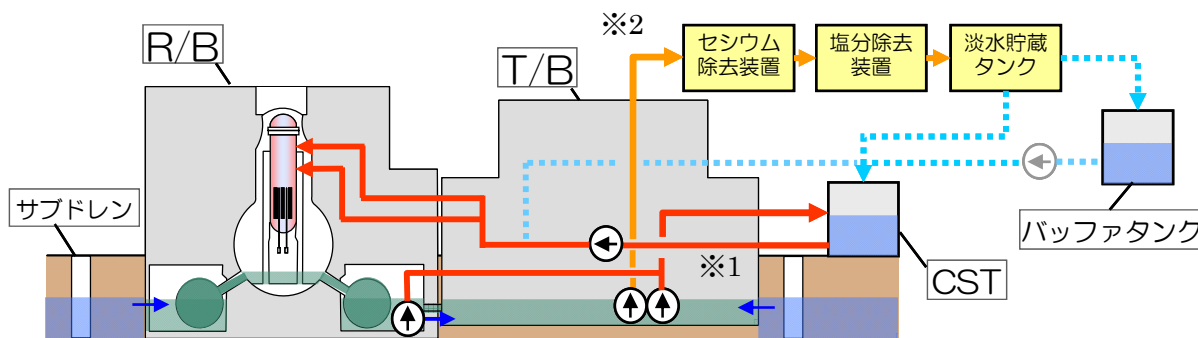 ※2
セシウム
除去装置
塩分除去
装置
淡水貯蔵
タンク
R/B
T/B
サブドレン
バッファタンク
※1
CST